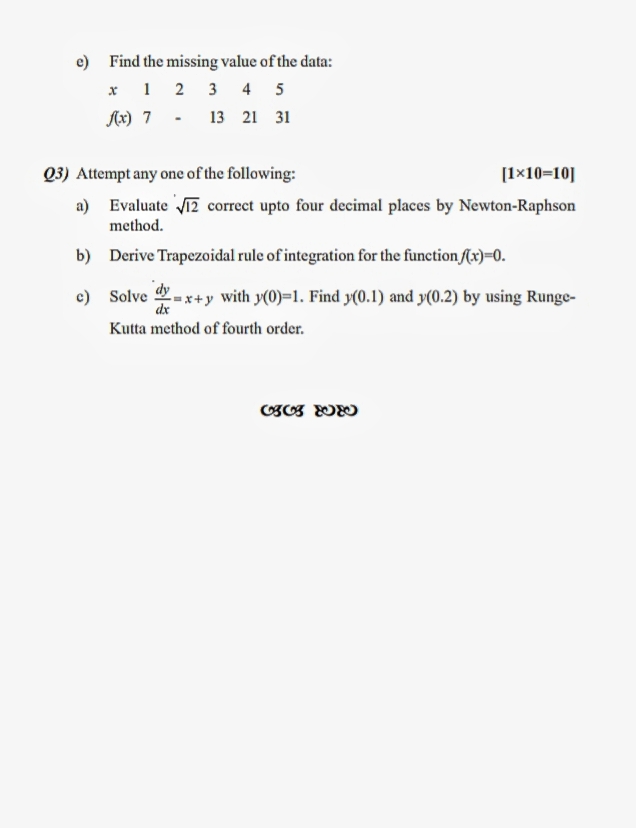 e) Find the missing value of the data:
x 1 2 3 4 5
f(x) 7 - 13 21 31
Q3) Attempt any one of the following: [1×10=10]
a) Evaluate √12 correct upto four decimal places by Newton-Raphson
method.
b) Derive Trapezoidal rule of integration for the function f(x)=0.
c) Solve dy/dx = x+y with y(0)=1. Find y(0.1) and y(0.2) by using Runge-
Kutta method of fourth order.